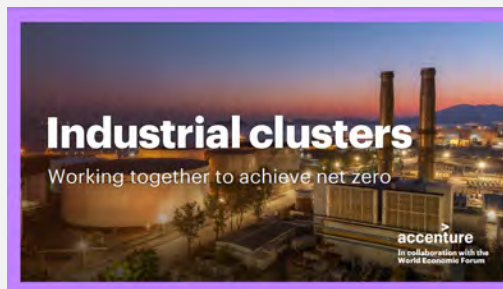 Industrial clusters
Working together to achieve net zero
accenture
In collaboration with the
World Economic Forum